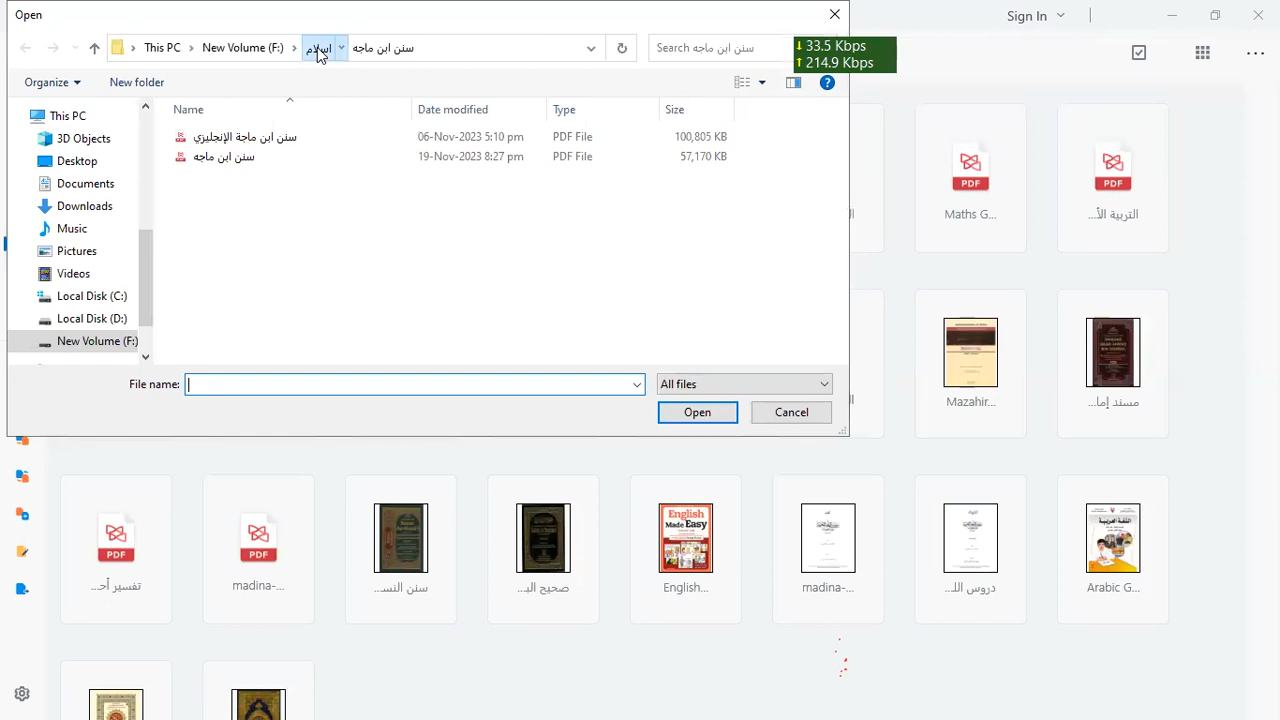 Open
Sign In
This PC
New Volume (F:)
اسلام
سنن ابن ماجه
Search سنن ابن ماجه
33.5 Kbps
214.9 Kbps
Organize
New folder
This PC
3D Objects
Desktop
Documents
Downloads
Music
Pictures
Videos
Local Disk (C:)
Local Disk (D:)
New Volume (F:)
Name
Date modified
Type
Size
سنن ابن ماجة الإنجليزي
06-Nov-2023 5:10 pm
PDF File
100,805 KB
سنن ابن ماجه
19-Nov-2023 8:27 pm
PDF File
57,170 KB
File name:
All files
Open
Cancel
PDF
Maths G...
PDF
التربية الأ...
Mazahir...
مسند إما...
PDF
تفسير أح...
PDF
madina-...
سنن النس...
صحيح الب...
English
Made Easy
English...
madina-...
دروس الل...
اللغة العربية
Arabic G...